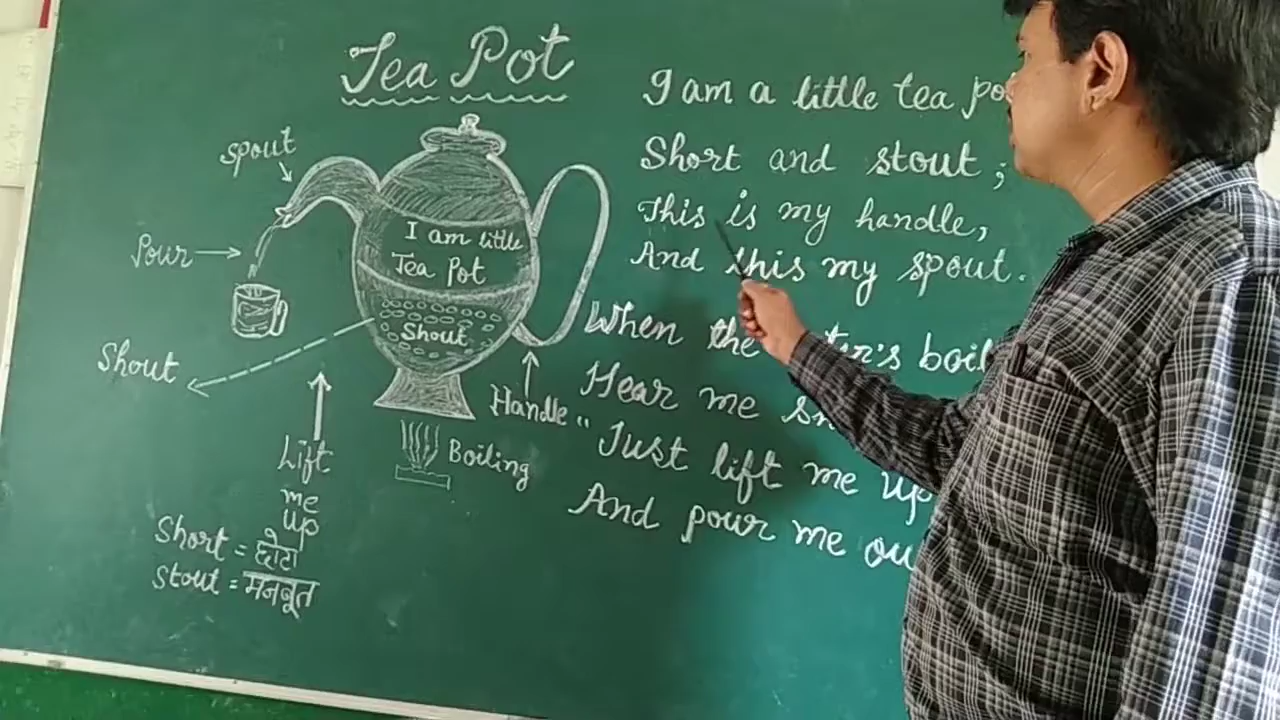 Tea Pot
spout
Pour
I am little
Tea Pot
Shout
Shout
Handle
Boiling
Lift
me
up
Short = छोटा
Stout = मजबूत
I am a little tea
Short and stout ;
This is my handle,
And this my spout.
When the
Hear me
"Just lift me up
And pour me